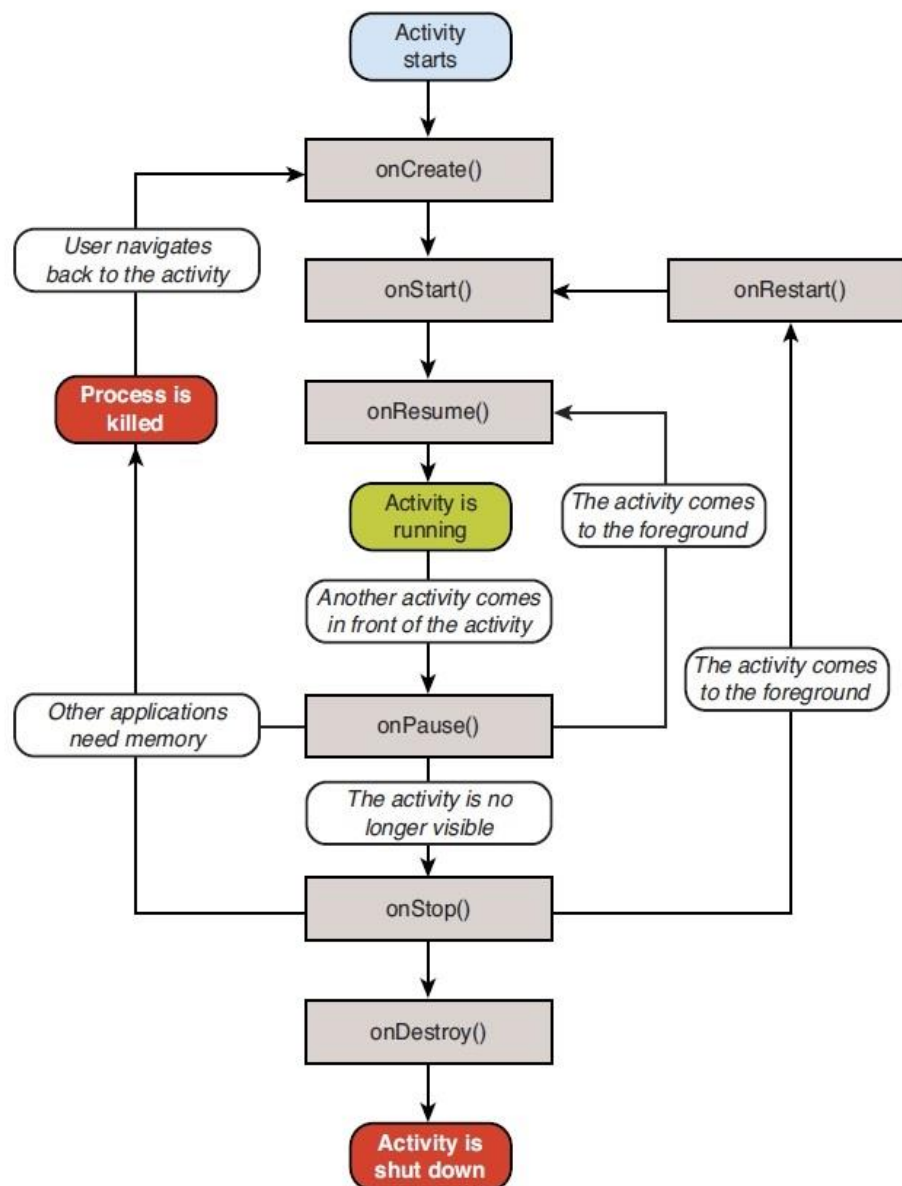 Activity
starts
onCreate()
User navigates
back to the activity
onStart()
onRestart()
Process is
killed
onResume()
Activity is
running
The activity comes
to the foreground
Another activity comes
in front of the activity
The activity comes
to the foreground
Other applications
need memory
onPause()
The activity is no
longer visible
onStop()
onDestroy()
Activity is
shut down